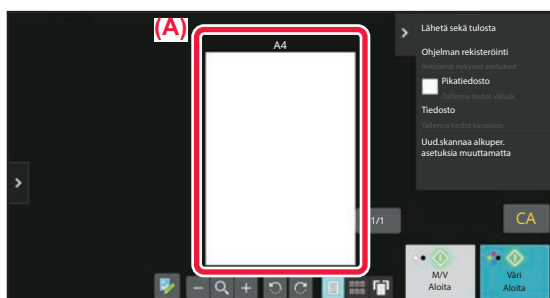 (A)
A4
Lähetä sekä tulosta
Ohjelman rekisteröinti
Rekisteröi nykyiset asetukset
Pikatiedosto
Tallenna tiedot väliaik.
Tiedosto
Tallenna tiedot kansioon
Uud.skannaa alkuper.
asetuksia muuttamatta
1/1
CA
M/V
Aloita
Väri
Aloita